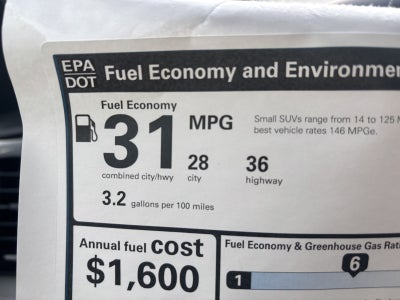 EPA
DOT
Fuel Economy and Environme
Fuel Economy
31 MPG
combined city/hwy
28
city
36
highway
Small SUVs range from 14 to 125
best vehicle rates 146 MPGe.
3.2 gallons per 100 miles
Annual fuel cost
$1,600
Fuel Economy & Greenhouse Gas Rat
6
1